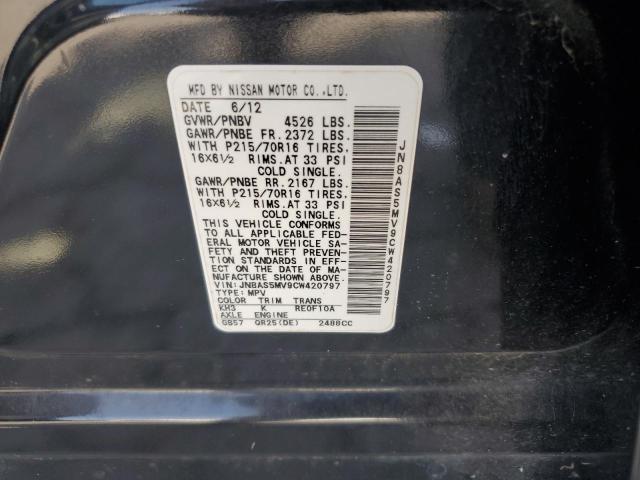 MFD BY NISSAN MOTOR CO.,LTD.
DATE 6/12
GVWR/PNBV 4526 LBS.
GAWR/PNBE FR. 2372 LBS.
WITH P215/70R16 TIRES.
16X6½ RIMS.AT 33 PSI
COLD SINGLE.
GAWR/PNBE RR. 2167 LBS.
WITH P215/70R16 TIRES.
16X6½ RIMS.AT 33 PSI
COLD SINGLE.
THIS VEHICLE CONFORMS
TO ALL APPLICABLE FED-
ERAL MOTOR VEHICLE SA-
FETY AND THEFT PREVEN-
TION STANDARDS IN EFF-
ECT ON THE DATE OF MA-
NUFACTURE SHOWN ABOVE.
VIN:JN8AS5MV9CW420797
TYPE:MPV
COLOR TRIM TRANS
KH3 K RE0F10A
AXLE ENGINE
GB57 QR25(DE) 2488CC
JN8AS5MV9CW420797